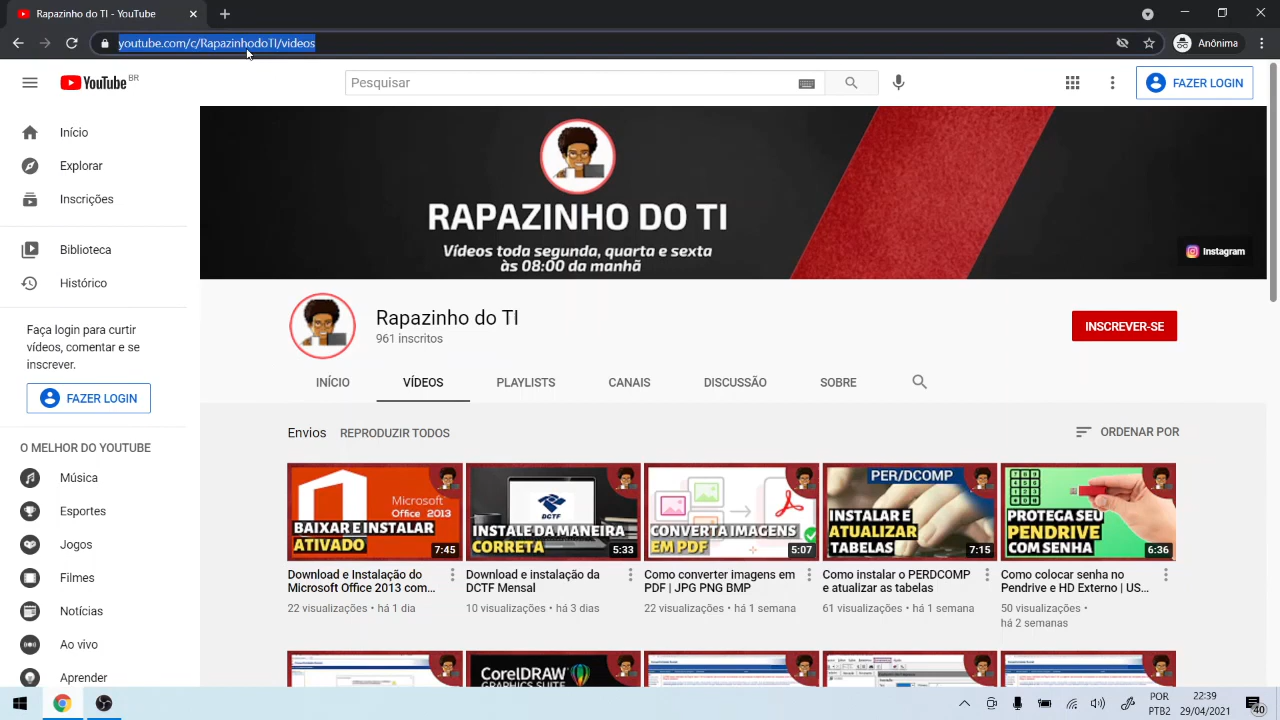 Rapazinho do TI - YouTube
youtube.com/c/RapazinhodoTI/videos
Anônima
YouTube BR
Pesquisar
FAZER LOGIN
Início
Explorar
Inscrições
Biblioteca
Histórico
Faça login para curtir
vídeos, comentar e se
inscrever.
FAZER LOGIN
O MELHOR DO YOUTUBE
Música
Esportes
Jogos
Filmes
Notícias
Ao vivo
Aprender
RAPAZINHO DO TI
Vídeos toda segunda, quarta e sexta
às 08:00 da manhã
Instagram
Rapazinho do TI
961 inscritos
INSCREVER-SE
INÍCIO VÍDEOS PLAYLISTS CANAIS DISCUSSÃO SOBRE
Envios REPRODUZIR TODOS
ORDENAR POR
Microsoft
Office 2013
BAIXAR E INSTALAR
ATIVADO
7:45
Download e Instalação do
Microsoft Office 2013 com...
22 visualizações • há 1 dia
DCTF
INSTALE DA MANEIRA
CORRETA
5:33
Download e instalação da
DCTF Mensal
10 visualizações • há 3 dias
CONVERTA IMAGENS
EM PDF
5:07
Como converter imagens em
PDF | JPG PNG BMP
22 visualizações • há 1 semana
PER/DCOMP
INSTALAR E
ATUALIZAR
TABELAS
7:15
Como instalar o PERDCOMP
e atualizar as tabelas
61 visualizações • há 1 semana
PROTEGA SEU
PENDRIVE
COM SENHA
6:36
Como colocar senha no
Pendrive e HD Externo | US...
50 visualizações •
há 2 semanas
CorelDRAW
GRAPHICS SUITE
POR
PTB2
22:39
29/04/2021
40